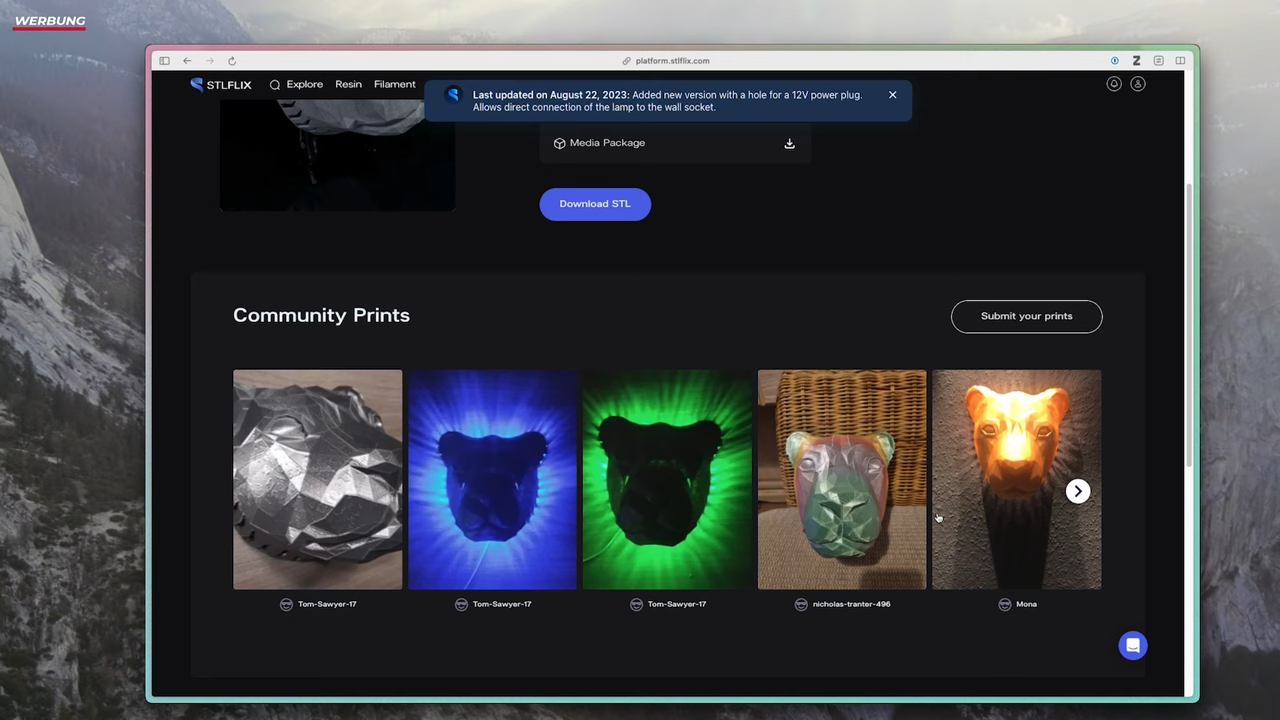 WERBUNG
platform.stlflix.com
STLFLIX
Explore
Resin
Filament
Last updated on August 22, 2023: Added new version with a hole for a 12V power plug.
Allows direct connection of the lamp to the wall socket.
Media Package
Download STL
Community Prints
Submit your prints
Tom-Sawyer-17
Tom-Sawyer-17
Tom-Sawyer-17
nicholas-tranter-496
Mona